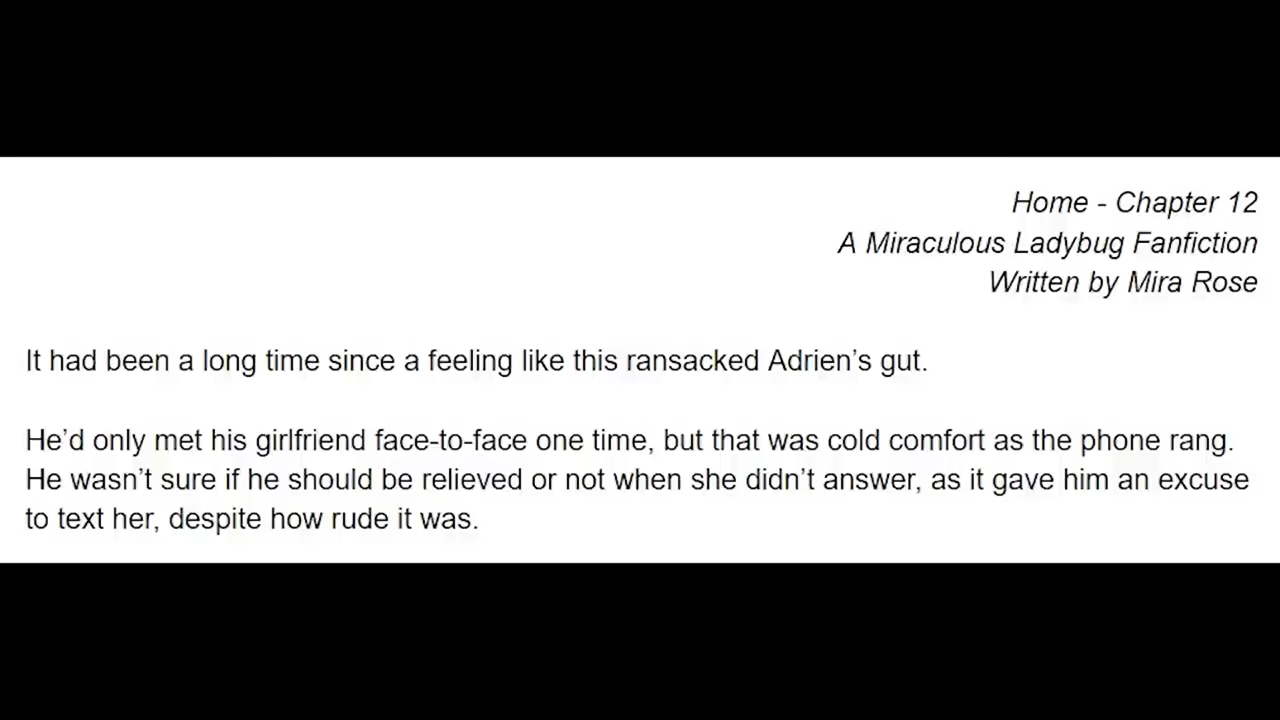 Home - Chapter 12
A Miraculous Ladybug Fanfiction
Written by Mira Rose
It had been a long time since a feeling like this ransacked Adrien’s gut.
He’d only met his girlfriend face-to-face one time, but that was cold comfort as the phone rang.
He wasn’t sure if he should be relieved or not when she didn’t answer, as it gave him an excuse
to text her, despite how rude it was.